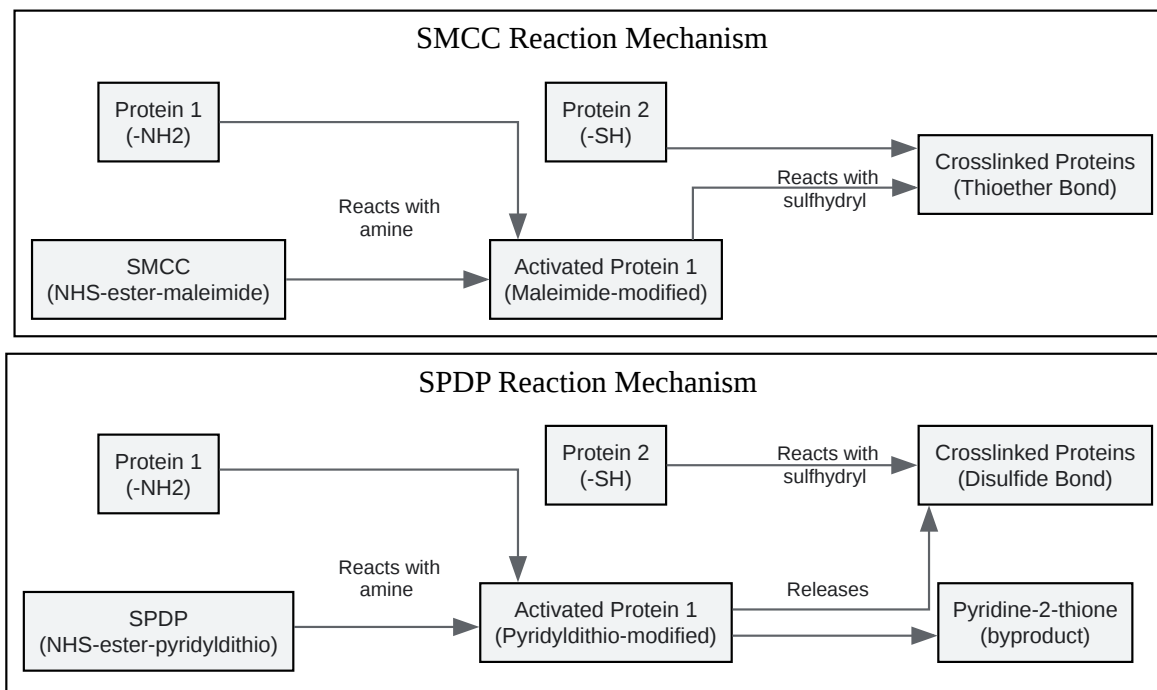 SMCC Reaction Mechanism
Protein 1
(-NH2)
Protein 2
(-SH)
Crosslinked Proteins
(Thioether Bond)
Reacts with
sulfhydryl
Reacts with
amine
SMCC
(NHS-ester-maleimide)
Activated Protein 1
(Maleimide-modified)
SPDP Reaction Mechanism
Protein 1
(-NH2)
Protein 2
(-SH)
Reacts with
sulfhydryl
Crosslinked Proteins
(Disulfide Bond)
Reacts with
amine
SPDP
(NHS-ester-pyridyldithio)
Activated Protein 1
(Pyridyldithio-modified)
Releases
Pyridine-2-thione
(byproduct)